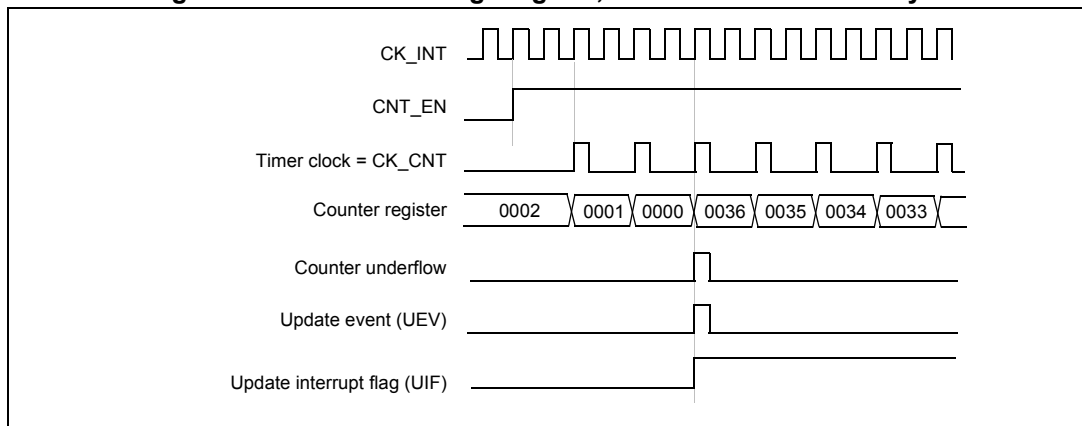 CK_INT
CNT_EN
Timer clock = CK_CNT
Counter register 0002 0001 0000 0036 0035 0034 0033
Counter underflow
Update event (UEV)
Update interrupt flag (UIF)